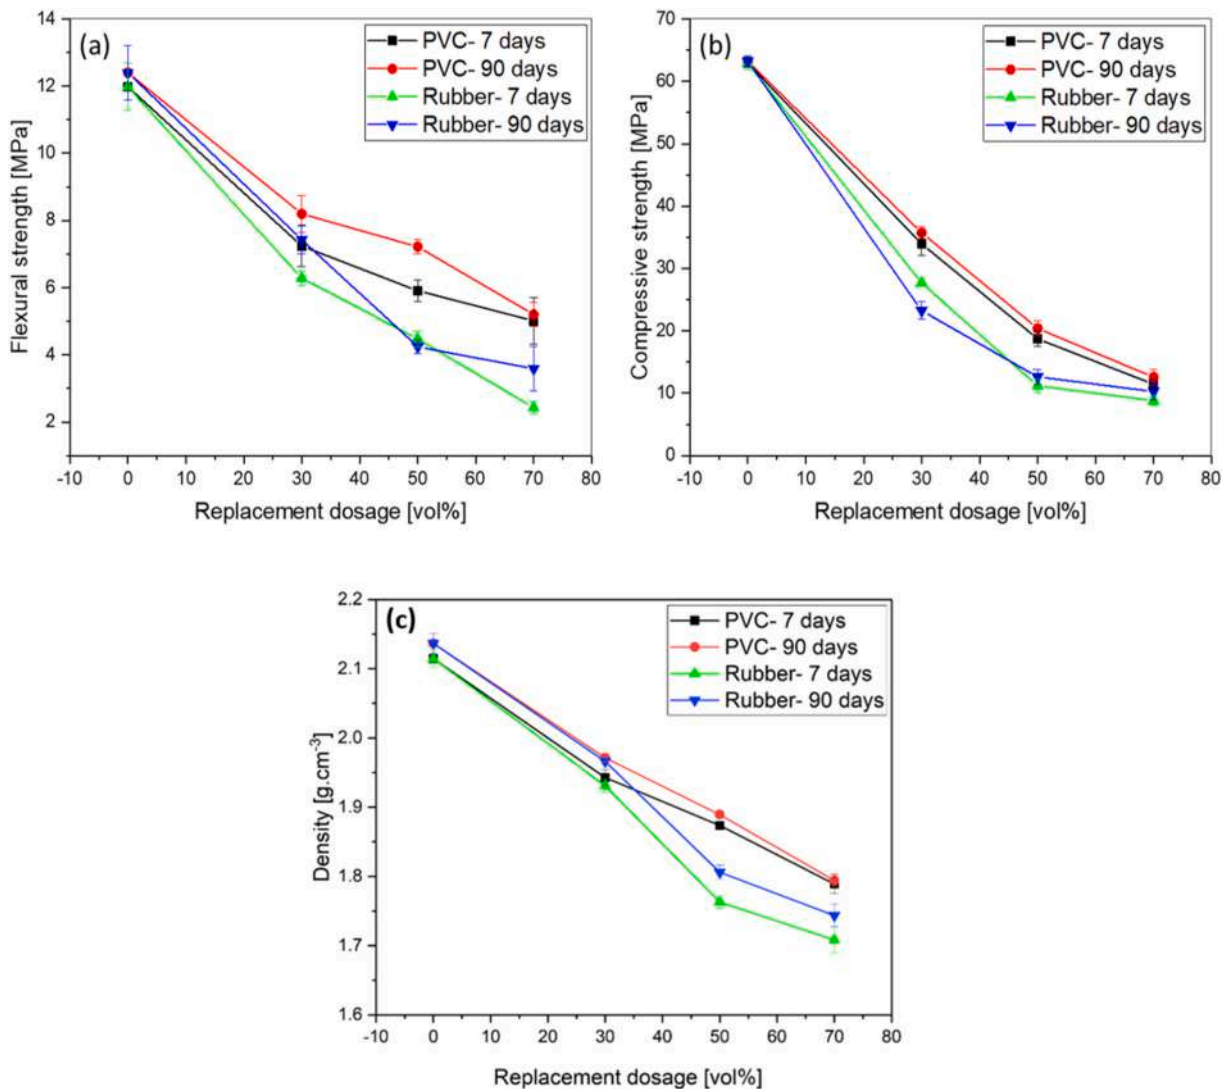 (a)
PVC- 7 days
PVC- 90 days
Rubber- 7 days
Rubber- 90 days
Flexural strength [MPa]
14
12
10
8
6
4
2
-10 0 10 20 30 40 50 60 70 80
Replacement dosage [vol%]
(b)
PVC- 7 days
PVC- 90 days
Rubber- 7 days
Rubber- 90 days
Compressive strength [MPa]
70
60
50
40
30
20
10
0
-10 0 10 20 30 40 50 60 70 80
Replacement dosage [vol%]
(c)
PVC- 7 days
PVC- 90 days
Rubber- 7 days
Rubber- 90 days
Density [g.cm⁻³]
2.2
2.1
2.0
1.9
1.8
1.7
1.6
-10 0 10 20 30 40 50 60 70 80
Replacement dosage [vol%]